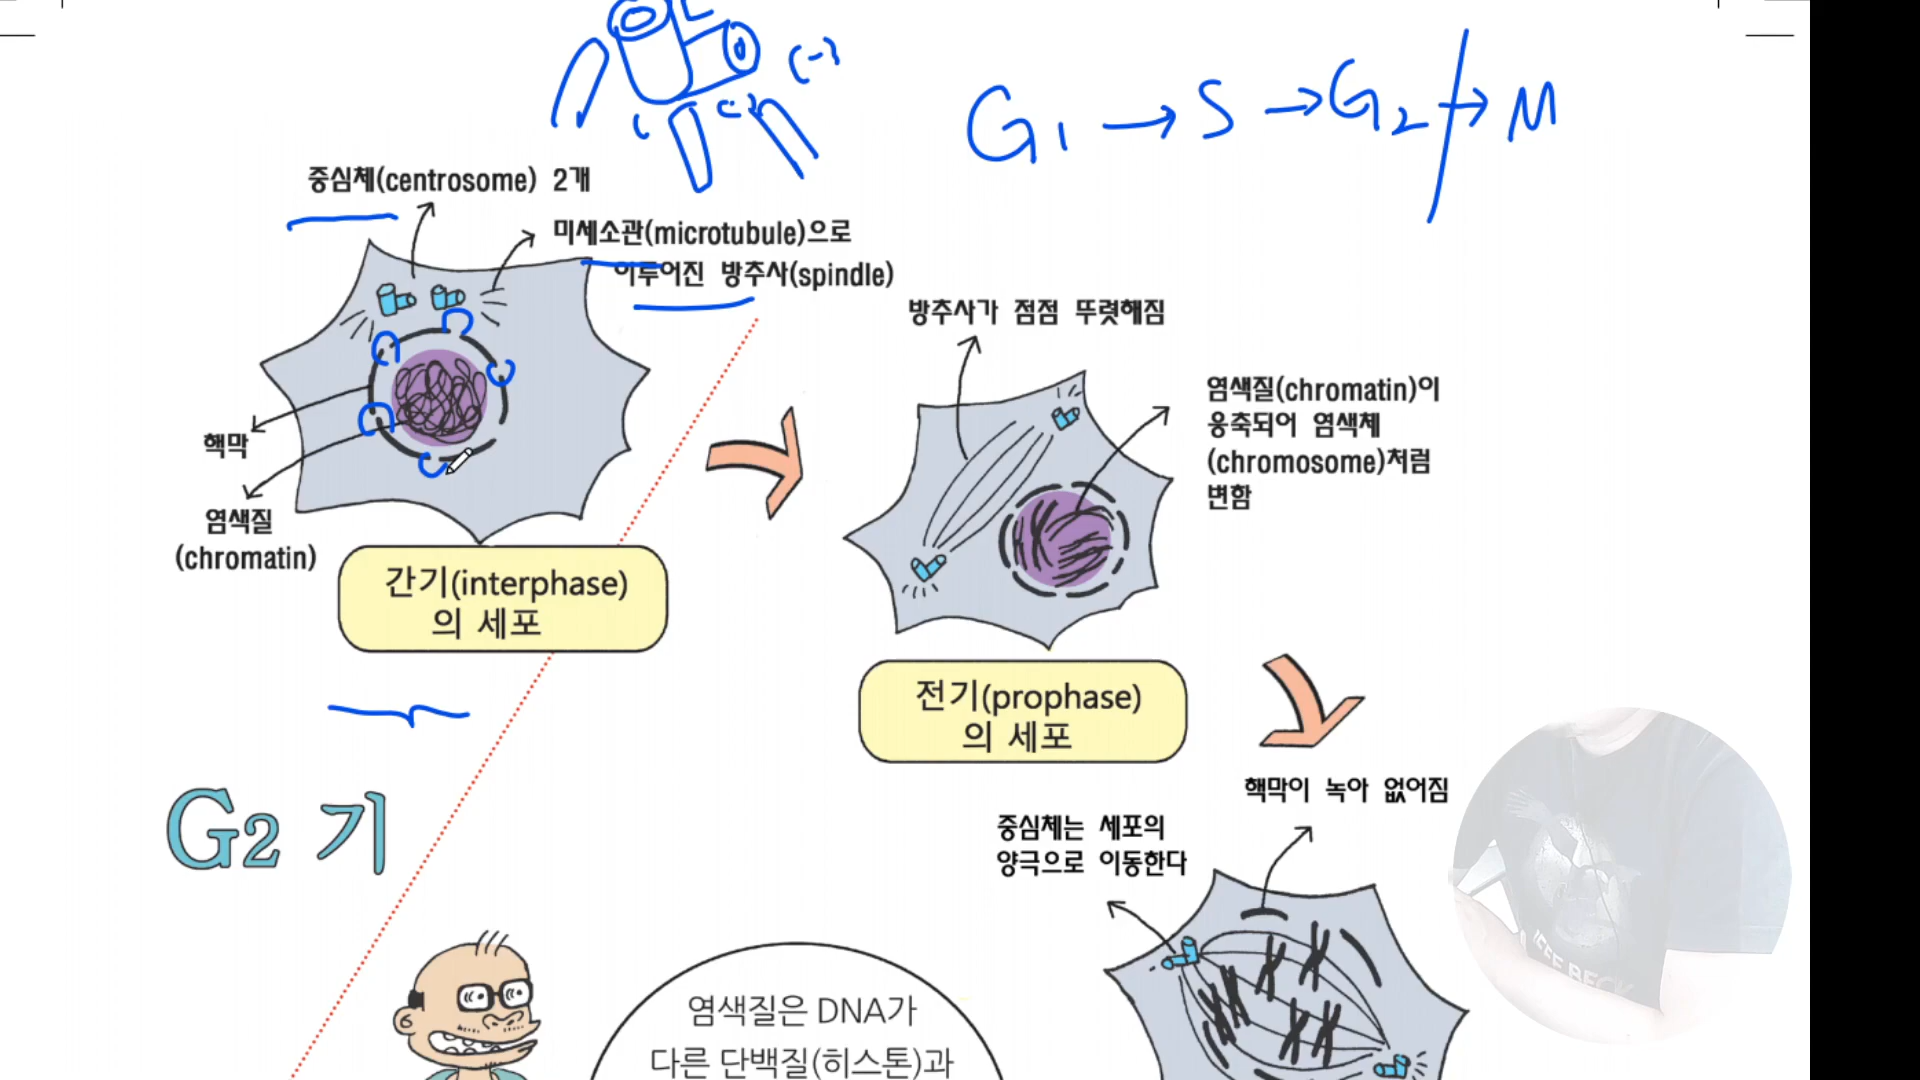 (-)
(-)
G1 → S → G2 → M
중심체(centrosome) 2개
미세소관(microtubule)으로
이루어진 방추사(spindle)
방추사가 점점 뚜렷해짐
염색질(chromatin)이
응축되어 염색체
(chromosome)처럼
변함
핵막
염색질
(chromatin)
간기(interphase)
의 세포
전기(prophase)
의 세포
G2 기
핵막이 녹아 없어짐
중심체는 세포의
양극으로 이동한다
염색질은 DNA가
다른 단백질(히스톤)과
JEFF BECK